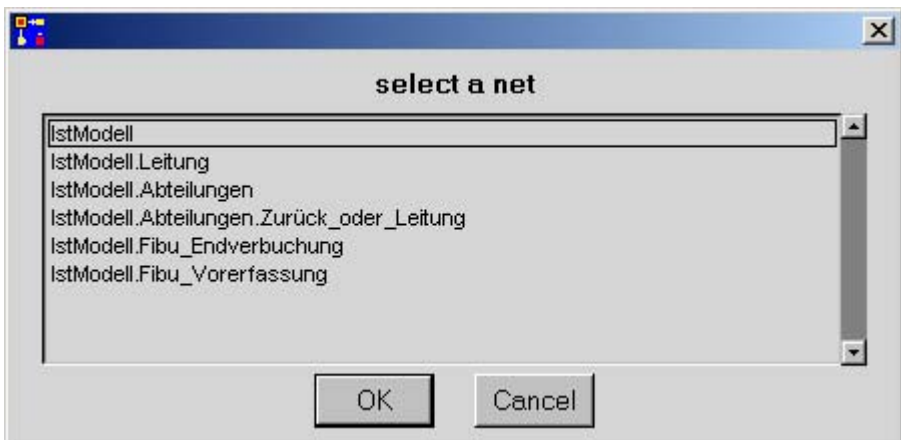 select a net
IstModell
IstModell.Leitung
IstModell.Abteilungen
IstModell.Abteilungen.Zurück_oder_Leitung
IstModell.Fibu_Endverbuchung
IstModell.Fibu_Vorerfassung
OK Cancel